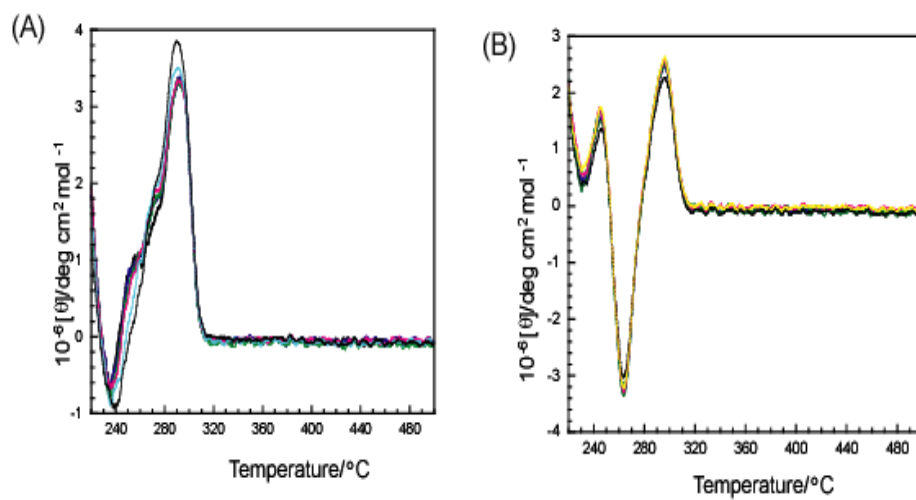 (A)
4
3
2
1
0
-1
10⁻⁶ [θ]/deg cm² mol⁻¹
240 280 320 360 400 440 480
Temperature/°C
(B)
3
2
1
0
-1
-2
-3
-4
10⁻⁶ [θ]/deg cm² mol⁻¹
240 280 320 360 400 440 480
Temperature/°C